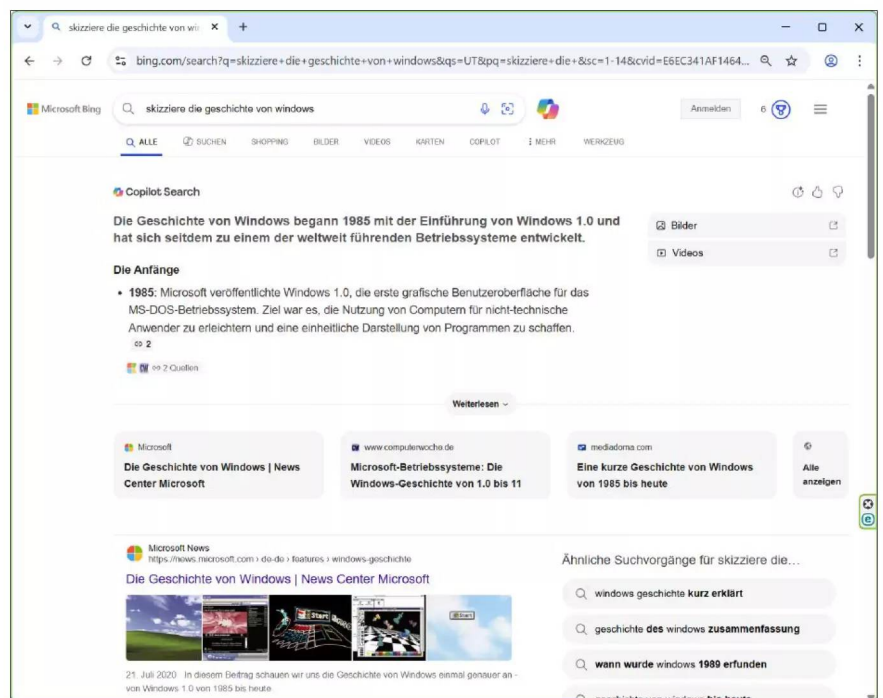 skizziere die geschichte von win
bing.com/search?q=skizziere+die+geschichte+von+windows&qs=UT&pq=skizziere+die+&sc=1-14&cvid=E6EC341AF1464...
Microsoft Bing
skizziere die geschichte von windows
Anmelden
6
ALLE
SUCHEN
SHOPPING
BILDER
VIDEOS
KARTEN
COPILOT
MEHR
WERKZEUG
Copilot Search
Die Geschichte von Windows begann 1985 mit der Einführung von Windows 1.0 und
hat sich seitdem zu einem der weltweit führenden Betriebssysteme entwickelt.
Bilder
Videos
Die Anfänge
• 1985: Microsoft veröffentlichte Windows 1.0, die erste grafische Benutzeroberfläche für das
MS-DOS-Betriebssystem. Ziel war es, die Nutzung von Computern für nicht-technische
Anwender zu erleichtern und eine einheitliche Darstellung von Programmen zu schaffen.
2
2 Quellen
Weiterlesen
Microsoft
Die Geschichte von Windows | News
Center Microsoft
www.computerwoche.de
Microsoft-Betriebssysteme: Die
Windows-Geschichte von 1.0 bis 11
mediadoma.com
Eine kurze Geschichte von Windows
von 1985 bis heute
Alle
anzeigen
Microsoft News
https://news.microsoft.com › de-de › features › windows-geschichte
Die Geschichte von Windows | News Center Microsoft
Start
Start
21. Juli 2020 In diesem Beitrag schauen wir uns die Geschichte von Windows einmal genauer an -
von Windows 1.0 von 1985 bis heute.
Ähnliche Suchvorgänge für skizziere die...
windows geschichte kurz erklärt
geschichte des windows zusammenfassung
wann wurde windows 1989 erfunden